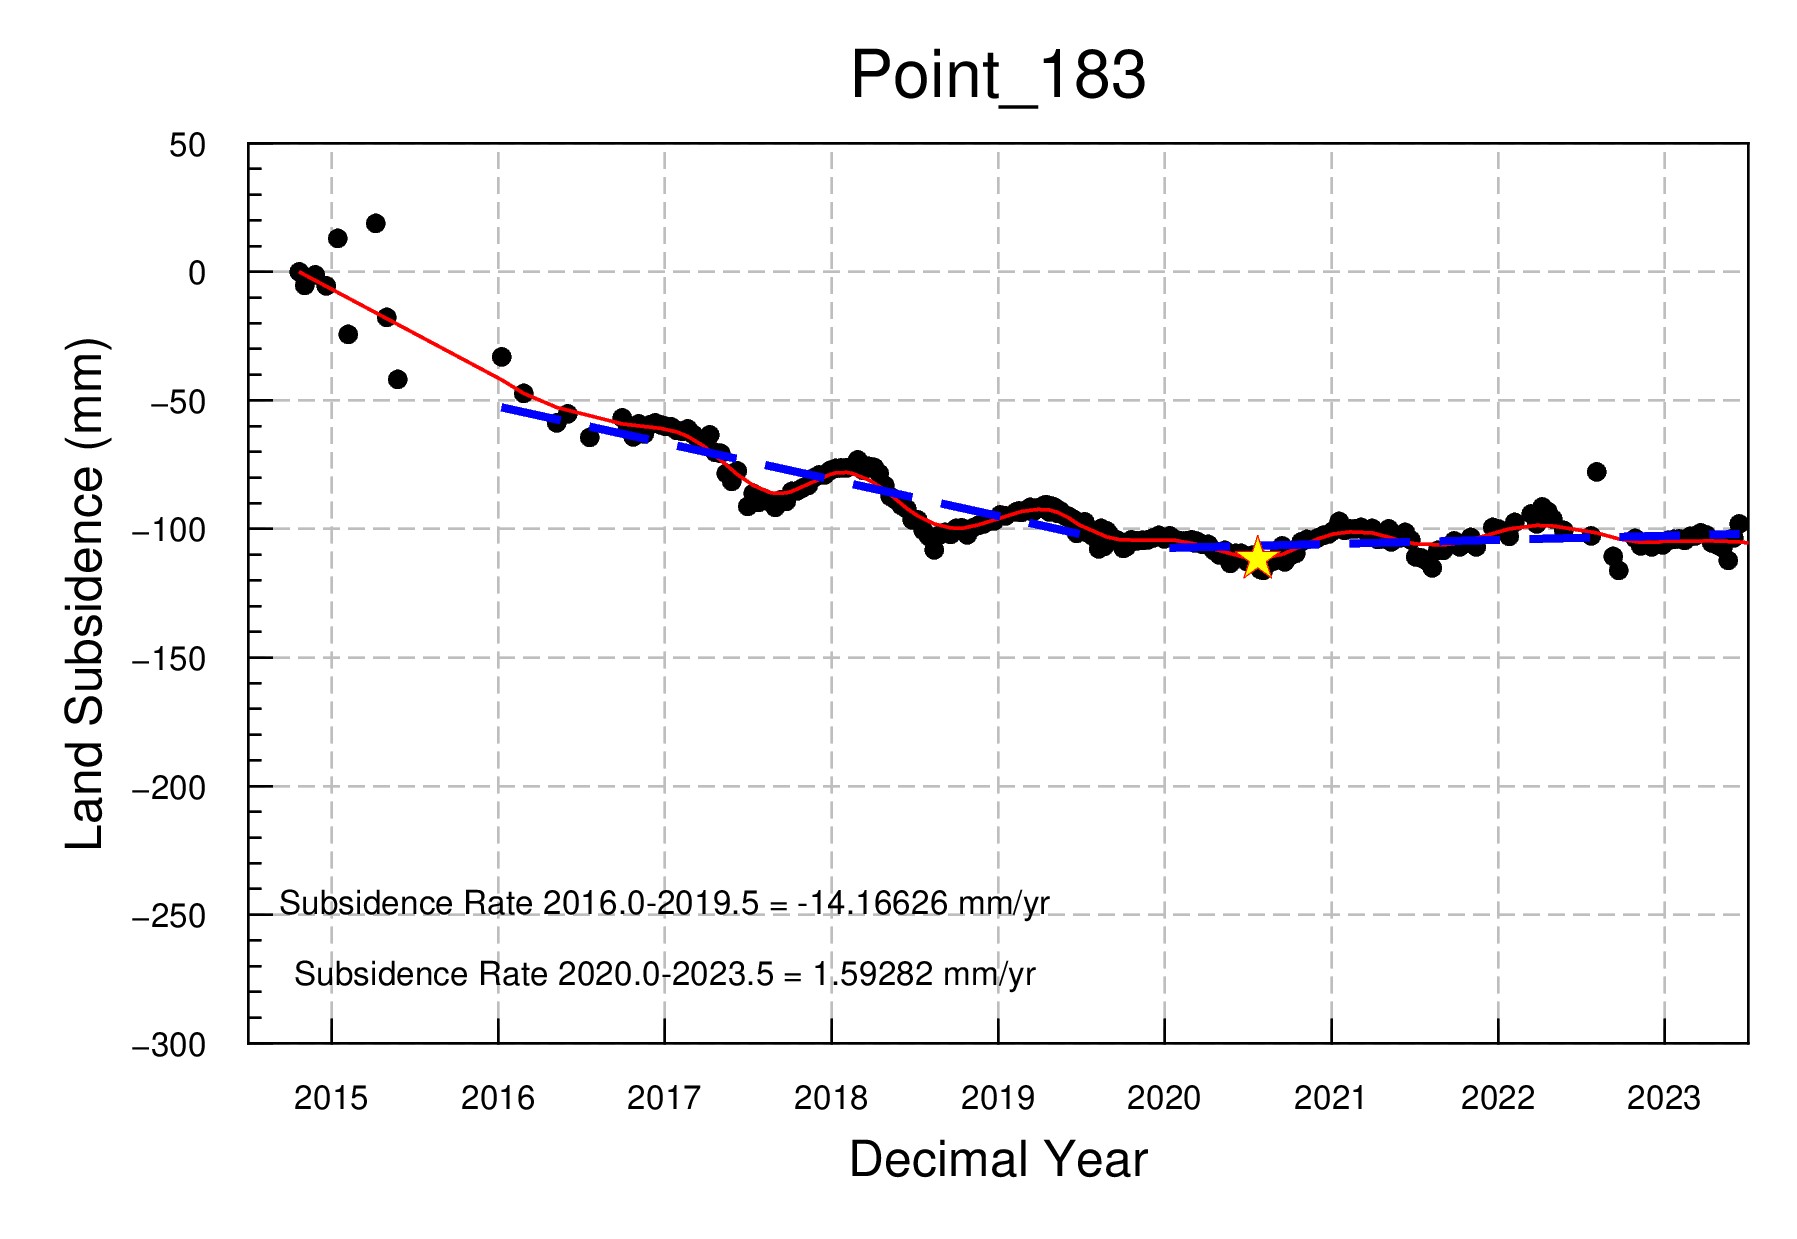 Point_183
50
0
−50
−100
−150
−200
−250
−300
Land Subsidence (mm)
Subsidence Rate 2016.0-2019.5 = -14.16626 mm/yr
Subsidence Rate 2020.0-2023.5 = 1.59282 mm/yr
2015 2016 2017 2018 2019 2020 2021 2022 2023
Decimal Year